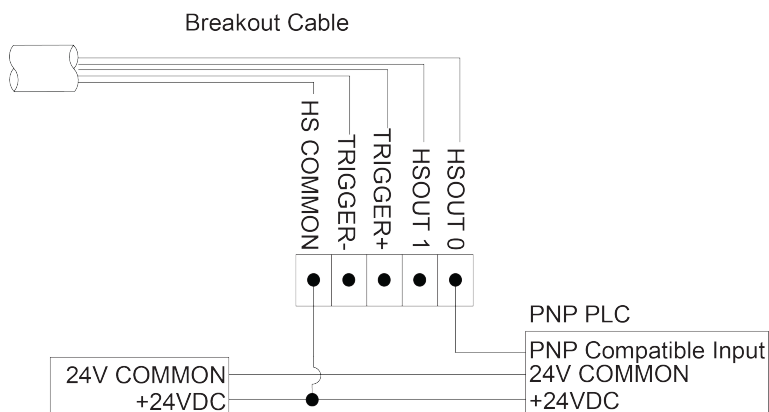 Breakout Cable
HS COMMON
TRIGGER-
TRIGGER+
HSOUT 1
HSOUT 0
PNP PLC
PNP Compatible Input
24V COMMON
24V COMMON
+24VDC
+24VDC